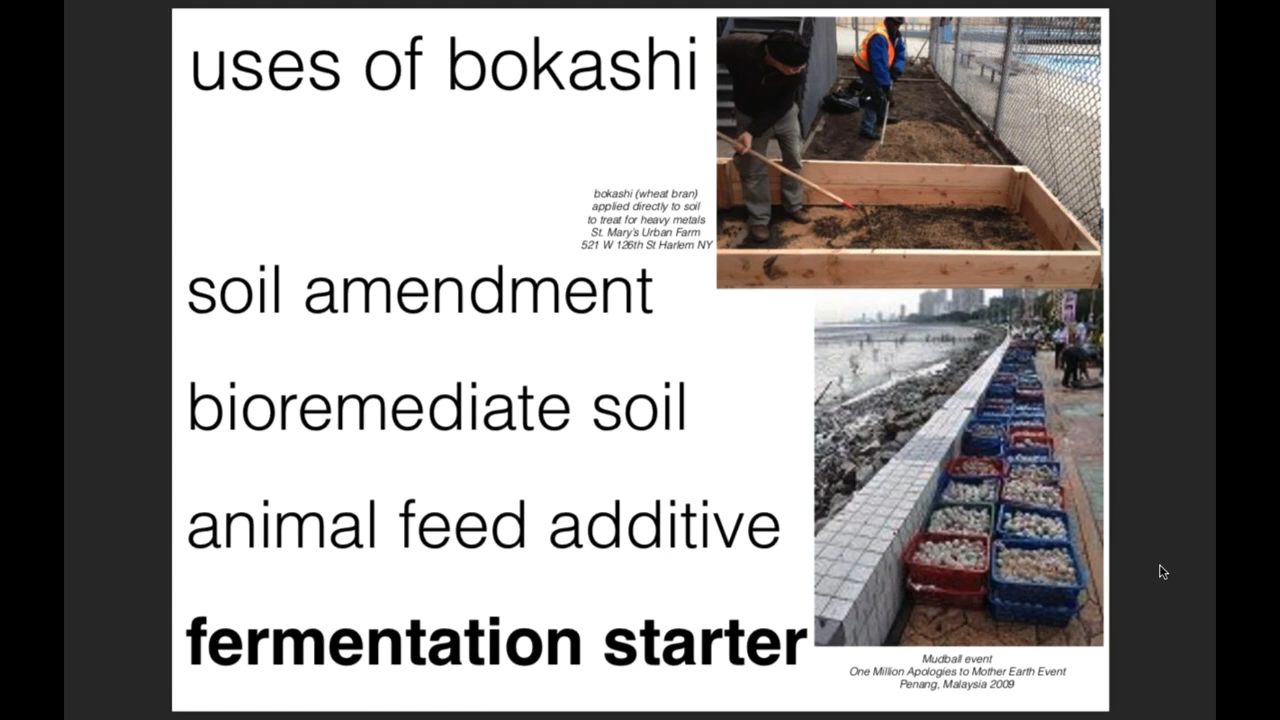 uses of bokashi
bokashi (wheat bran)
applied directly to soil
to treat for heavy metals
St. Mary's Urban Farm
521 W 126th St Harlem NY
soil amendment
bioremediate soil
animal feed additive
fermentation starter
Mudball event
One Million Apologies to Mother Earth Event
Penang, Malaysia 2009